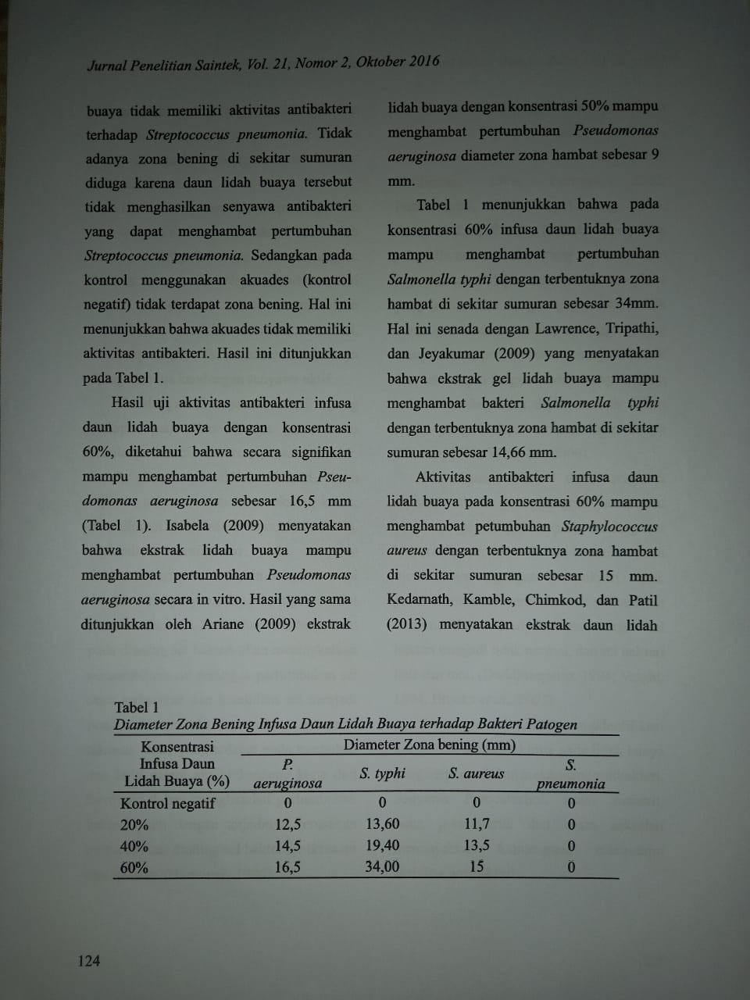 Jurnal Penelitian Saintek, Vol. 21, Nomor 2, Oktober 2016
buaya tidak memiliki aktivitas antibakteri
terhadap Streptococcus pneumonia. Tidak
adanya zona bening di sekitar sumuran
diduga karena daun lidah buaya tersebut
tidak menghasilkan senyawa antibakteri
yang dapat menghambat pertumbuhan
Streptococcus pneumonia. Sedangkan pada
kontrol menggunakan akuades (kontrol
negatif) tidak terdapat zona bening. Hal ini
menunjukkan bahwa akuades tidak memiliki
aktivitas antibakteri. Hasil ini ditunjukkan
pada Tabel 1.
Hasil uji aktivitas antibakteri infusa
daun lidah buaya dengan konsentrasi
60%, diketahui bahwa secara signifikan
mampu menghambat pertumbuhan Pseu-
domonas aeruginosa sebesar 16,5 mm
(Tabel 1). Isabela (2009) menyatakan
bahwa ekstrak lidah buaya mampu
menghambat pertumbuhan Pseudomonas
aeruginosa secara in vitro. Hasil yang sama
ditunjukkan oleh Ariane (2009) ekstrak
lidah buaya dengan konsentrasi 50% mampu
menghambat pertumbuhan Pseudomonas
aeruginosa diameter zona hambat sebesar 9
mm.
Tabel 1 menunjukkan bahwa pada
konsentrasi 60% infusa daun lidah buaya
mampu menghambat pertumbuhan
Salmonella typhi dengan terbentuknya zona
hambat di sekitar sumuran sebesar 34mm.
Hal ini senada dengan Lawrence, Tripathi,
dan Jeyakumar (2009) yang menyatakan
bahwa ekstrak gel lidah buaya mampu
menghambat bakteri Salmonella typhi
dengan terbentuknya zona hambat di sekitar
sumuran sebesar 14,66 mm.
Aktivitas antibakteri infusa daun
lidah buaya pada konsentrasi 60% mampu
menghambat petumbuhan Staphylococcus
aureus dengan terbentuknya zona hambat
di sekitar sumuran sebesar 15 mm.
Kedarnath, Kamble, Chimkod, dan Patil
(2013) menyatakan ekstrak daun lidah
Tabel 1
Diameter Zona Bening Infusa Daun Lidah Buaya terhadap Bakteri Patogen
Konsentrasi Infusa Daun Lidah Buaya (%) Diameter Zona bening (mm)
P. aeruginosa S. typhi S. aureus S. pneumonia
Kontrol negatif 0 0 0 0
20% 12,5 13,60 11,7 0
40% 14,5 19,40 13,5 0
60% 16,5 34,00 15 0
124